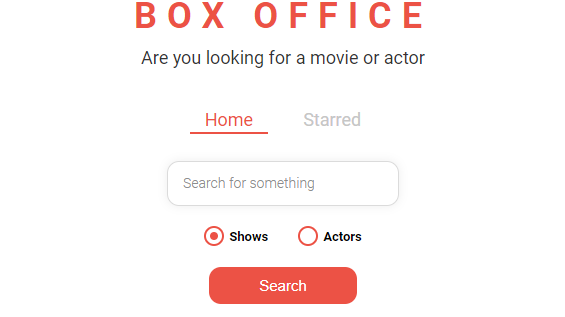 BOX OFFICE
Are you looking for a movie or actor
Home Starred
Search for something
Shows Actors
Search